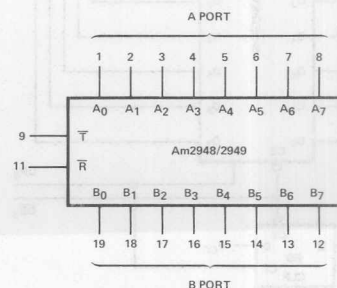 A PORT
1 2 3 4 5 6 7 8
A0 A1 A2 A3 A4 A5 A6 A7
9 T̅
Am2948/2949
11 R̅
B0 B1 B2 B3 B4 B5 B6 B7
19 18 17 16 15 14 13 12
B PORT